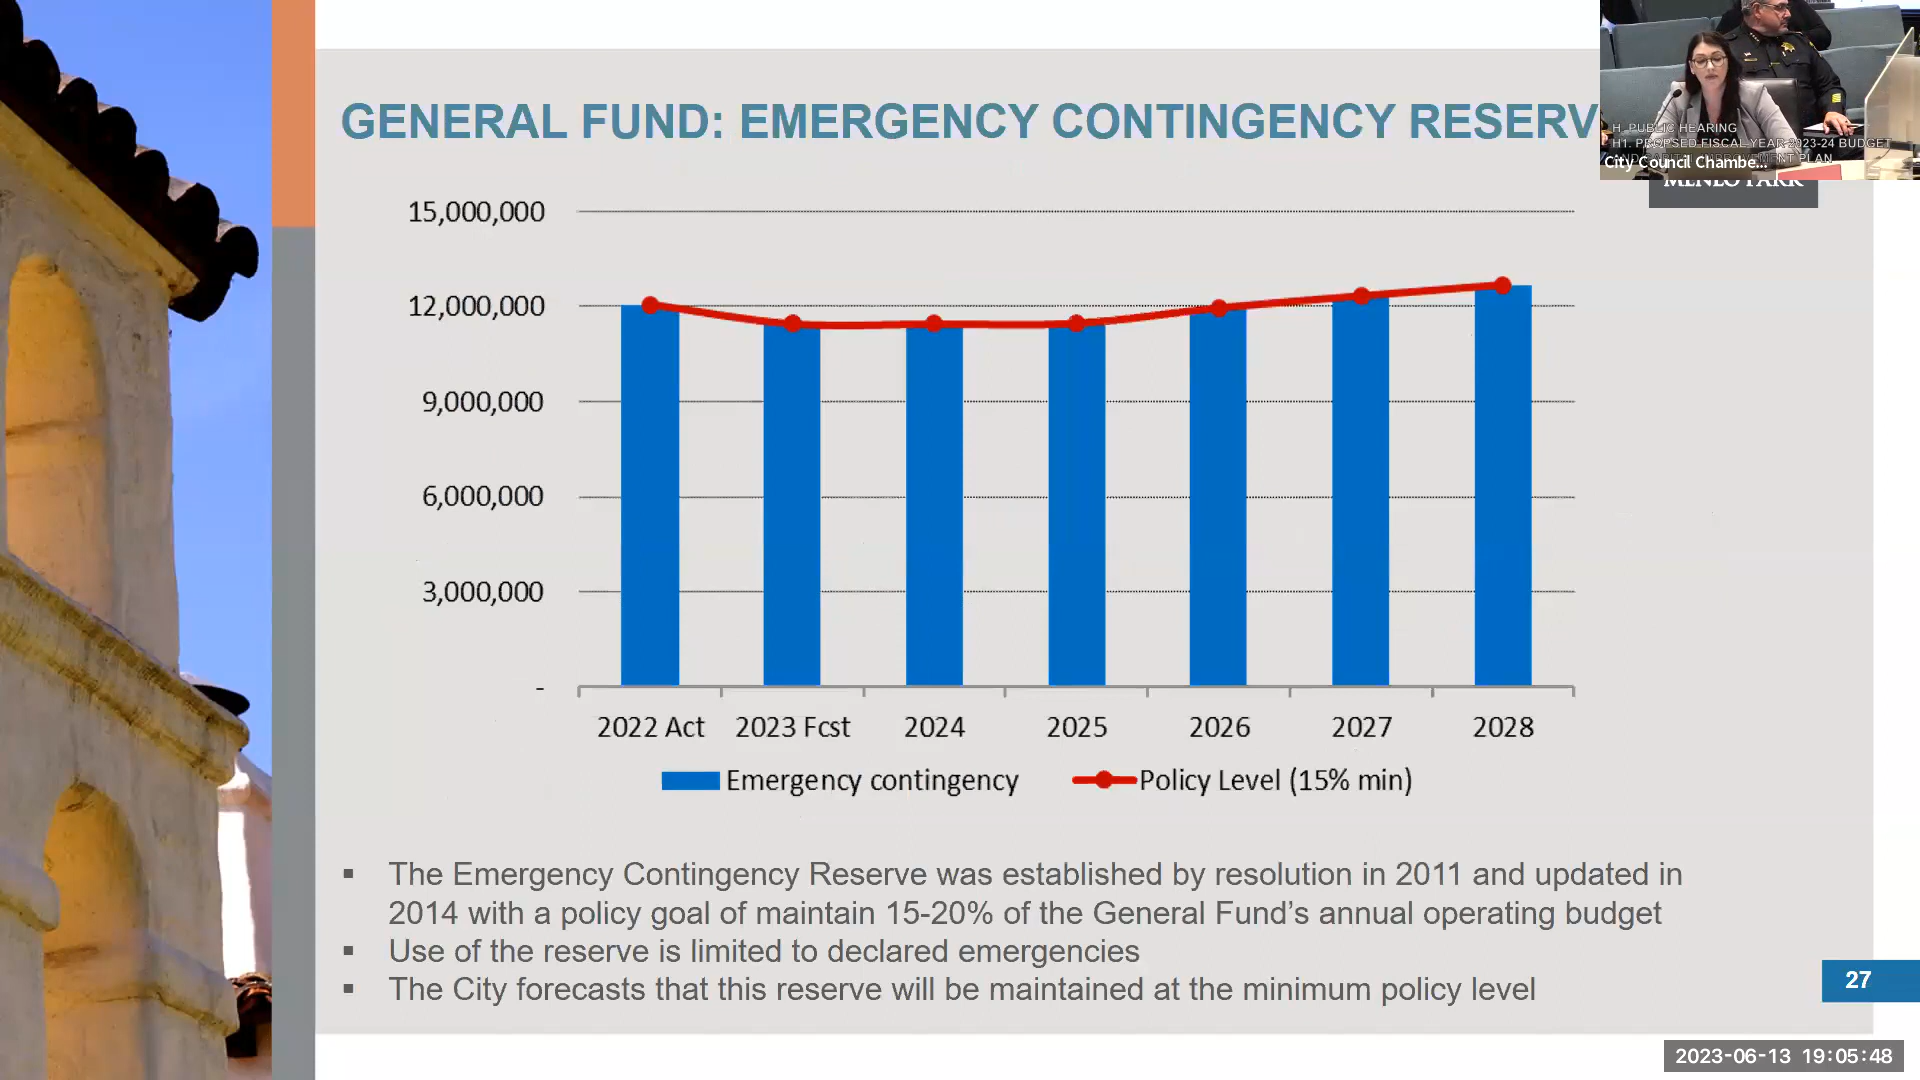 GENERAL FUND: EMERGENCY CONTINGENCY RESERV
H. PUBLIC HEARING
H1. PROPSED FISCAL YEAR 2023-24 BUDGET
City Council Chambe...
MENLO PARK
15,000,000
12,000,000
9,000,000
6,000,000
3,000,000
-
2022 Act 2023 Fcst 2024 2025 2026 2027 2028
Emergency contingency Policy Level (15% min)
▪ The Emergency Contingency Reserve was established by resolution in 2011 and updated in
2014 with a policy goal of maintain 15-20% of the General Fund’s annual operating budget
▪ Use of the reserve is limited to declared emergencies
▪ The City forecasts that this reserve will be maintained at the minimum policy level
27
2023-06-13 19:05:48